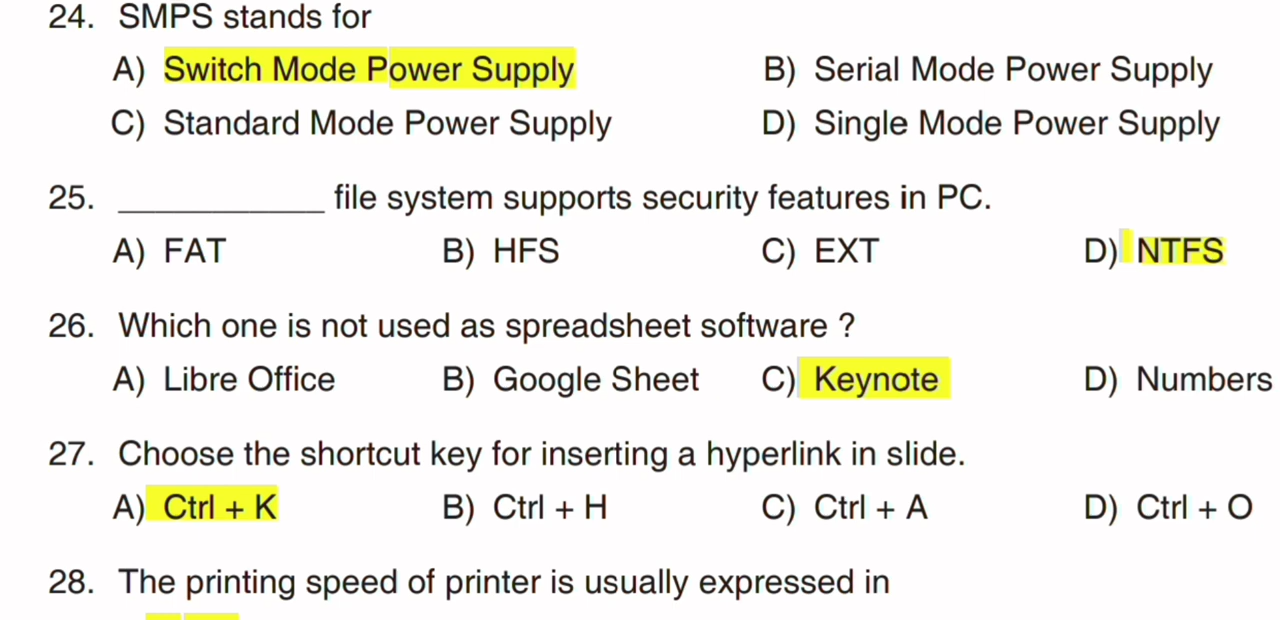 24. SMPS stands for
A) Switch Mode Power Supply B) Serial Mode Power Supply
C) Standard Mode Power Supply D) Single Mode Power Supply
25. ____________ file system supports security features in PC.
A) FAT B) HFS C) EXT D) NTFS
26. Which one is not used as spreadsheet software ?
A) Libre Office B) Google Sheet C) Keynote D) Numbers
27. Choose the shortcut key for inserting a hyperlink in slide.
A) Ctrl + K B) Ctrl + H C) Ctrl + A D) Ctrl + O
28. The printing speed of printer is usually expressed in